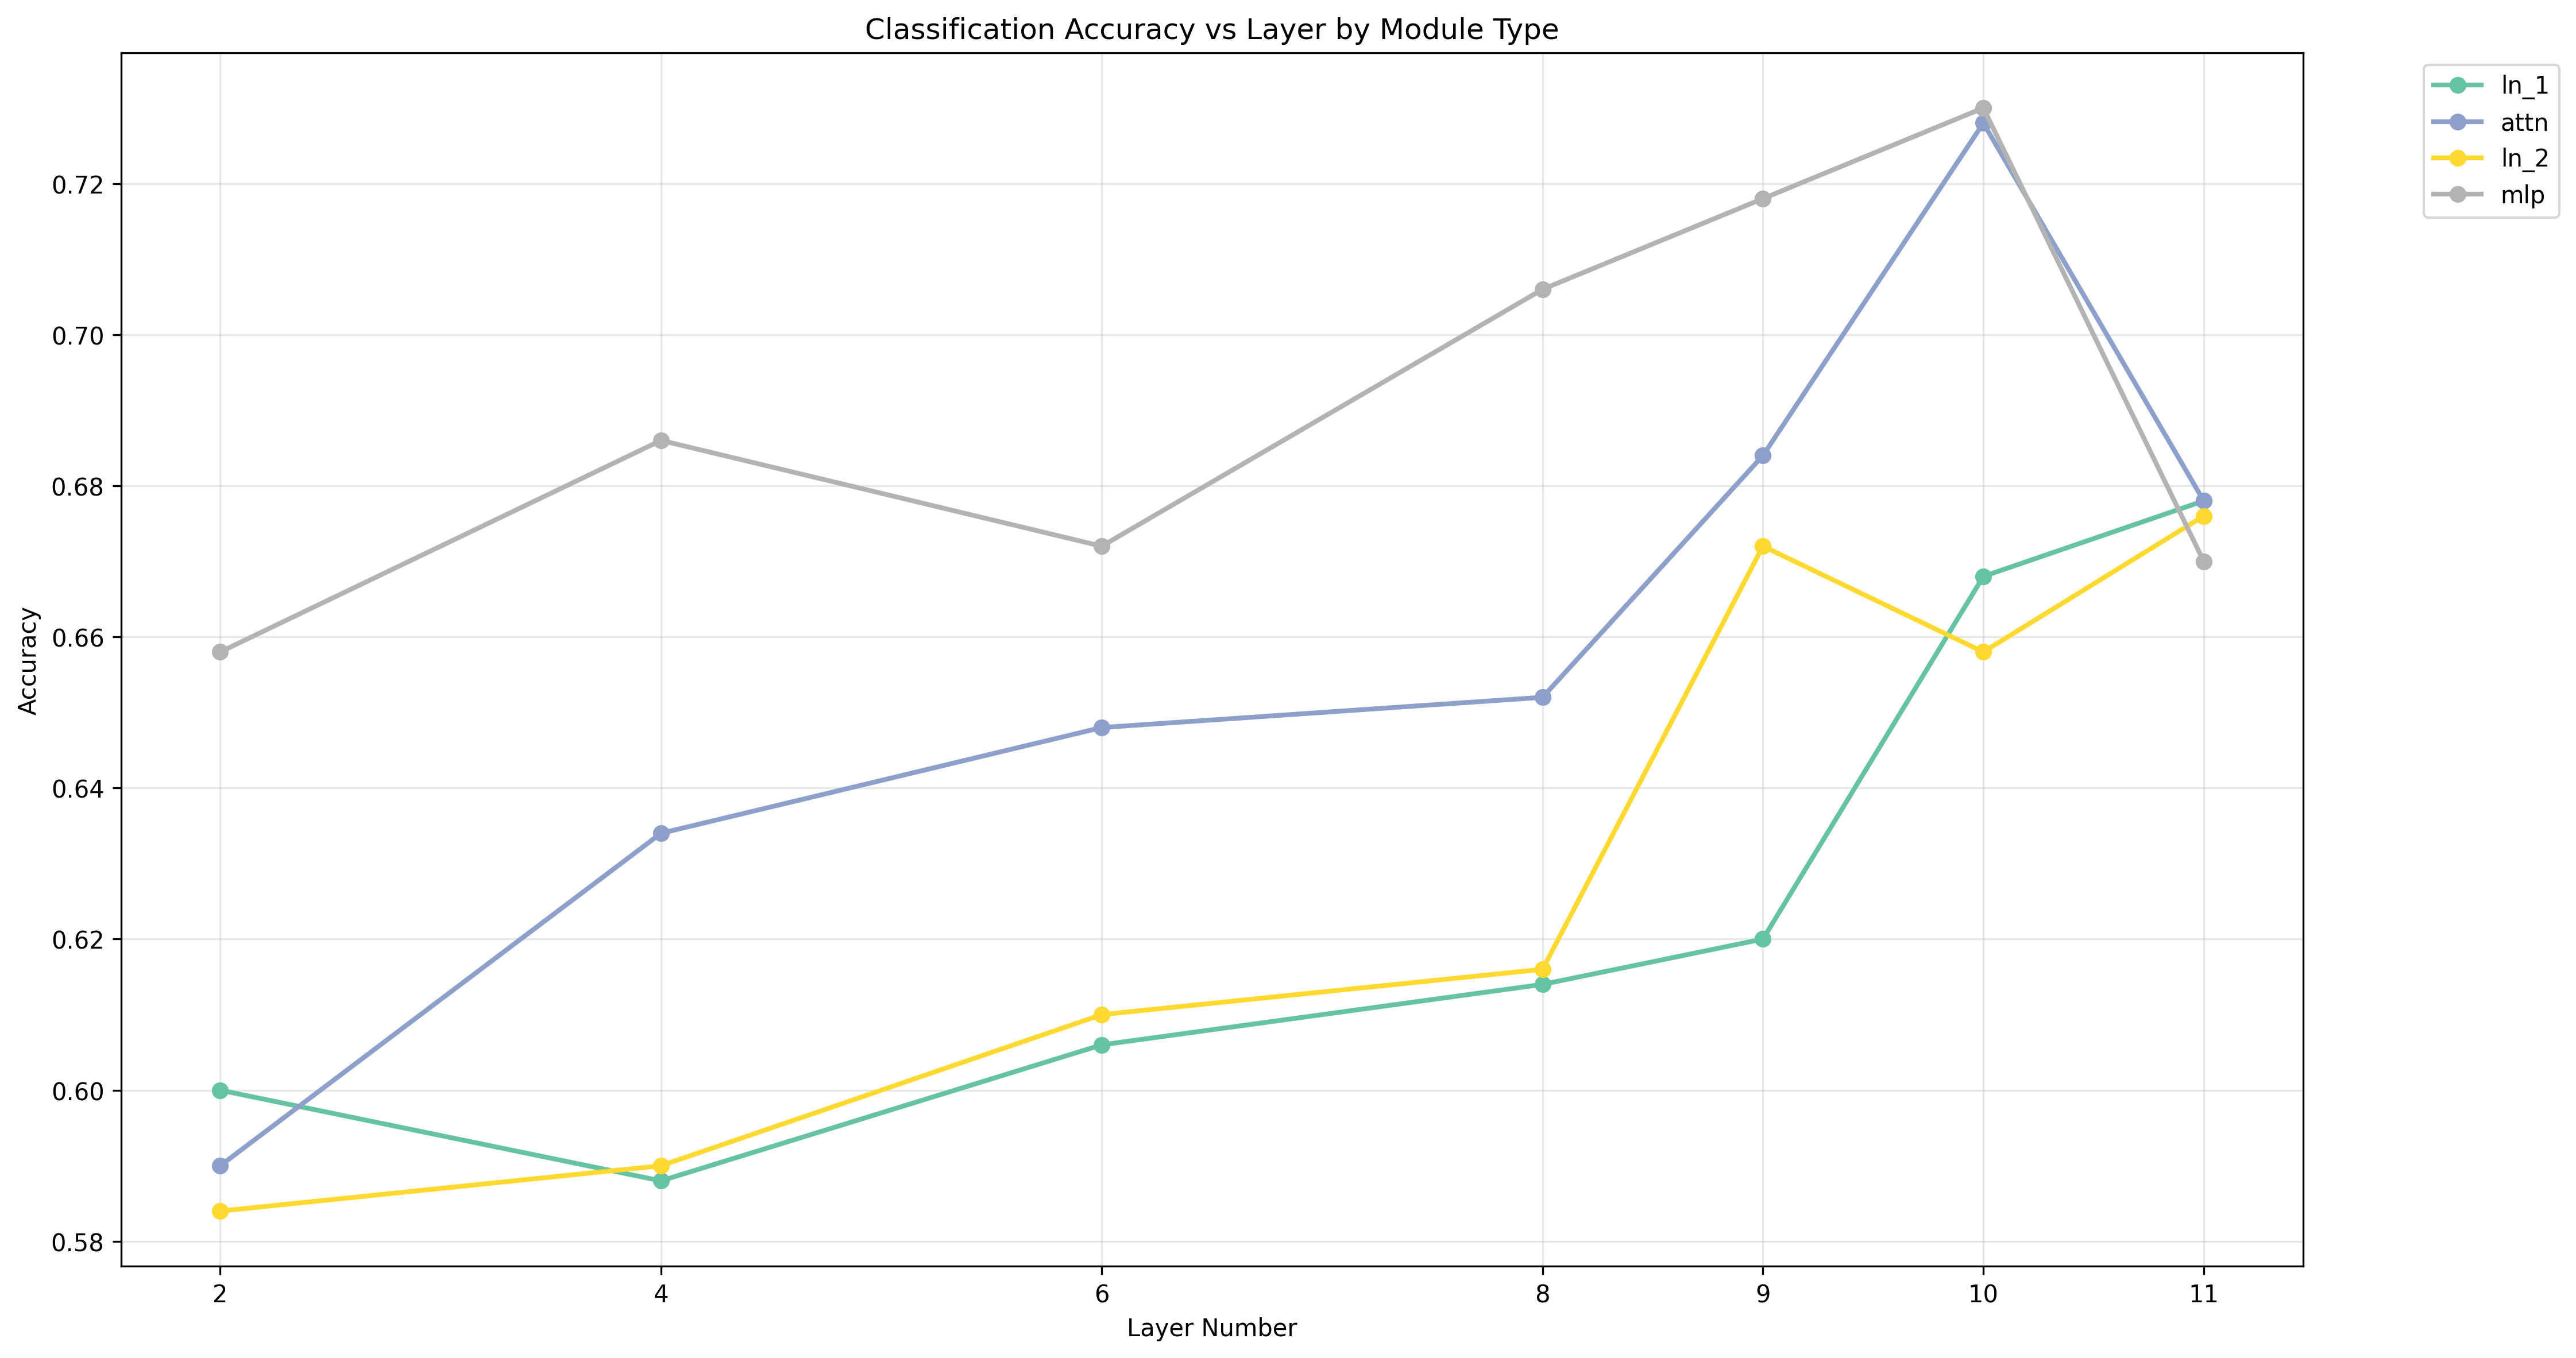 Classification Accuracy vs Layer by Module Type
ln_1
attn
ln_2
mlp
0.72
0.70
0.68
0.66
0.64
0.62
0.60
0.58
Accuracy
2 4 6 8 9 10 11
Layer Number